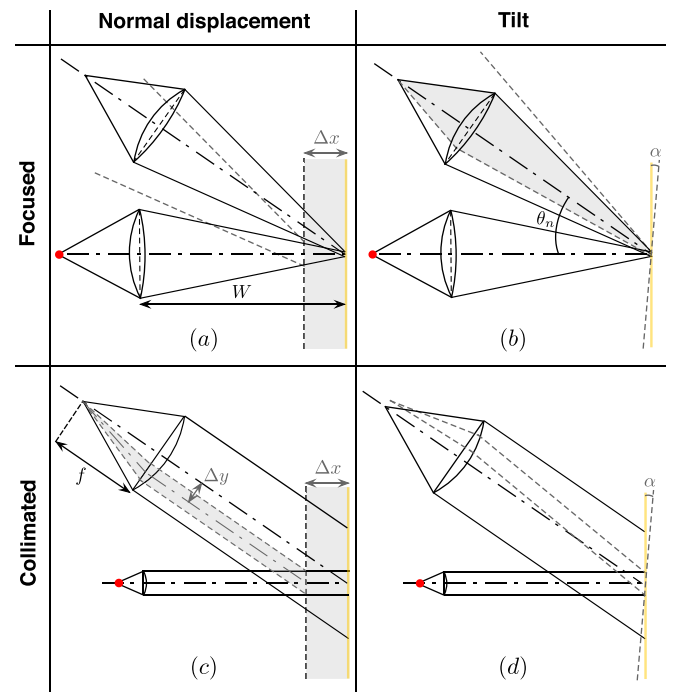 Normal displacement
Tilt
Focused
Δx
W
(a)
α
θn
(b)
Collimated
f
Δy
Δx
(c)
α
(d)